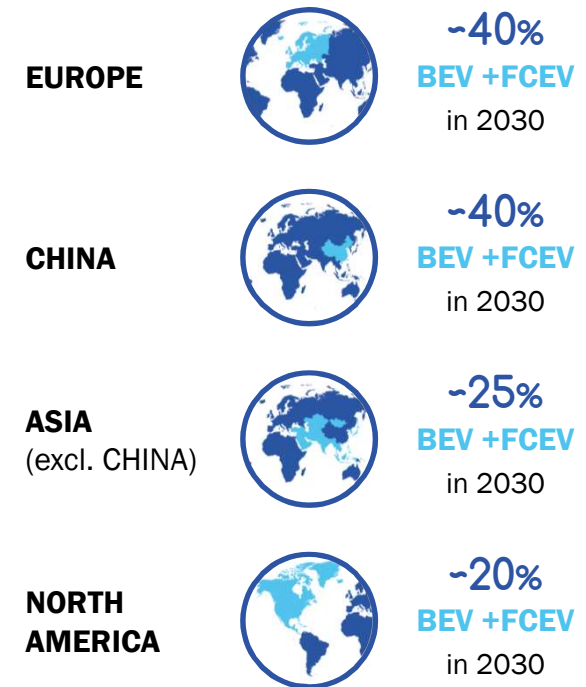 EUROPE
~40%
BEV +FCEV
in 2030
CHINA
~40%
BEV +FCEV
in 2030
ASIA
(excl. CHINA)
~25%
BEV +FCEV
in 2030
NORTH
AMERICA
~20%
BEV +FCEV
in 2030